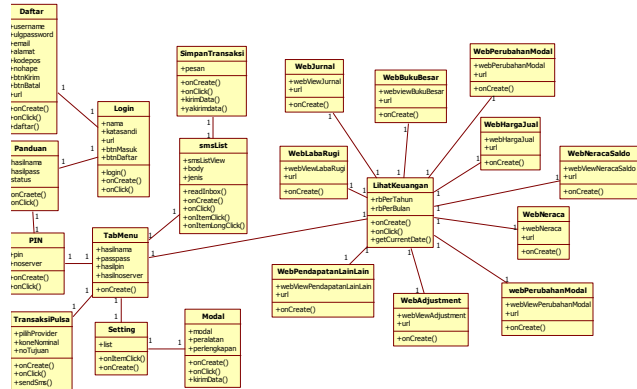 Daftar
+username
+ulgpassword
+email
+alamat
+kodepos
+nohape
+btnKirim
+btnBatal
+url
+onCreate()
+onClick()
+daftar()
Panduan
hasilnama
hasilpass
status
onCraete()
onClick()
PIN
+pin
+noserver
+onCreate()
+onClick()
TransaksiPulsa
+pilihProvider
+koneNominal
+noTujuan
+onCreate()
+onClick()
+sendSms()
Login
+nama
+katasandi
+url
+btnMasuk
+btnDaftar
+login()
+onCreate()
+onClick()
TabMenu
+hasilnama
+passpass
+hasilpin
+hasilnoserver
+onCreate()
Setting
+list
+onItemClick()
+onCreate()
SimpanTransaksi
+pesan
+onCreate()
+onClick()
+kirimData()
+yakirimdata()
smsList
+smsListView
+body
+jenis
+readInbox()
+onCreate()
+onClick()
+onItemClick()
+onItemLongClick()
Modal
+modal
+peralatan
+perlengkapan
+onCreate()
+onClick()
+kirimData()
WebJurnal
+webViewJurnal
+url
+onCreate()
WebBukuBesar
+webviewBukuBesar
+url
+onCreate()
WebPerubahanModal
+webPerubahanModal
+url
+onCreate()
WebHargaJual
+webHargaJual
+url
+onCreate()
WebLabaRugi
+webViewLabaRugi
+url
+onCreate()
LihatKeuangan
+rbPerTahun
+rbPerBulan
+onCreate()
+onClick()
+getCurrentDate()
WebNeracaSaldo
+webViewNeracaSaldo
+url
+onCreate()
WebNeraca
+webNeraca
+url
+onCreate()
WebPendapatanLainLain
+webViewPendapatanLainLain
+url
+onCreate()
WebAdjustment
+webViewAdjustment
+url
+onCreate()
webPerubahanModal
+webViewPerubahanModal
+url
+onCreate()